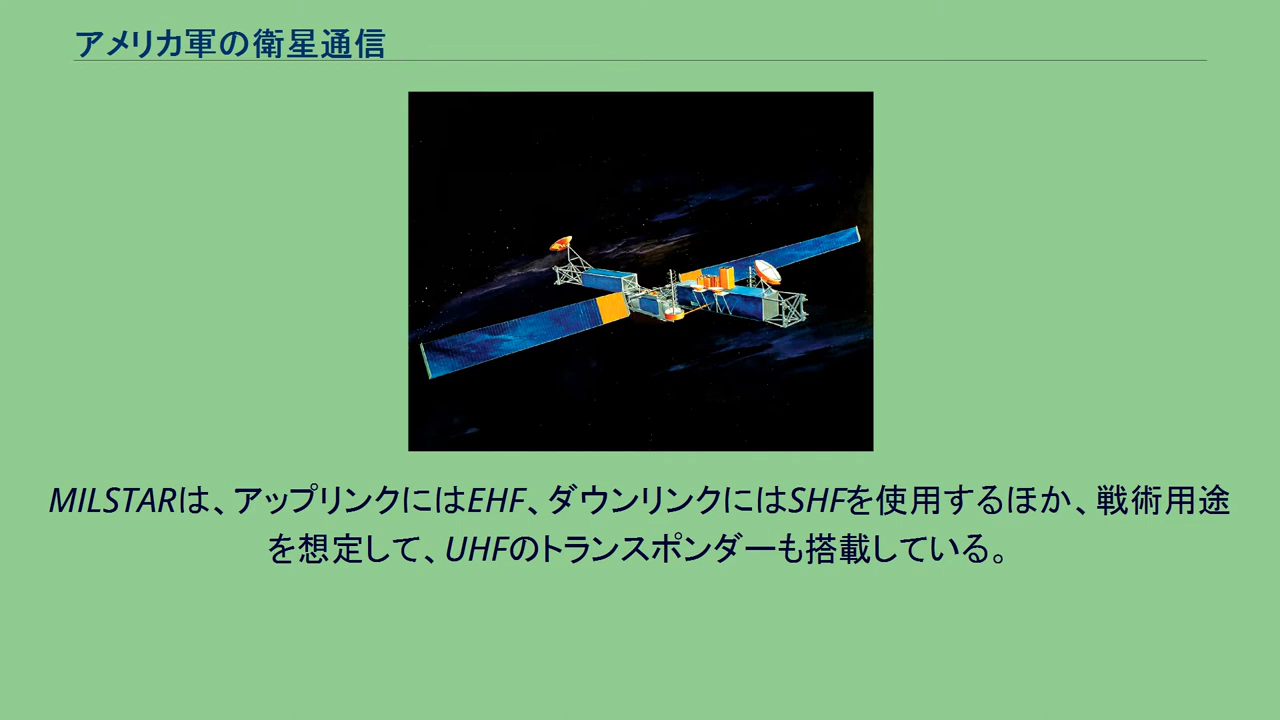 アメリカ軍の衛星通信
MILSTARは、アップリンクにはEHF、ダウンリンクにはSHFを使用するほか、戦術用途
を想定して、UHFのトランスポンダーも搭載している。